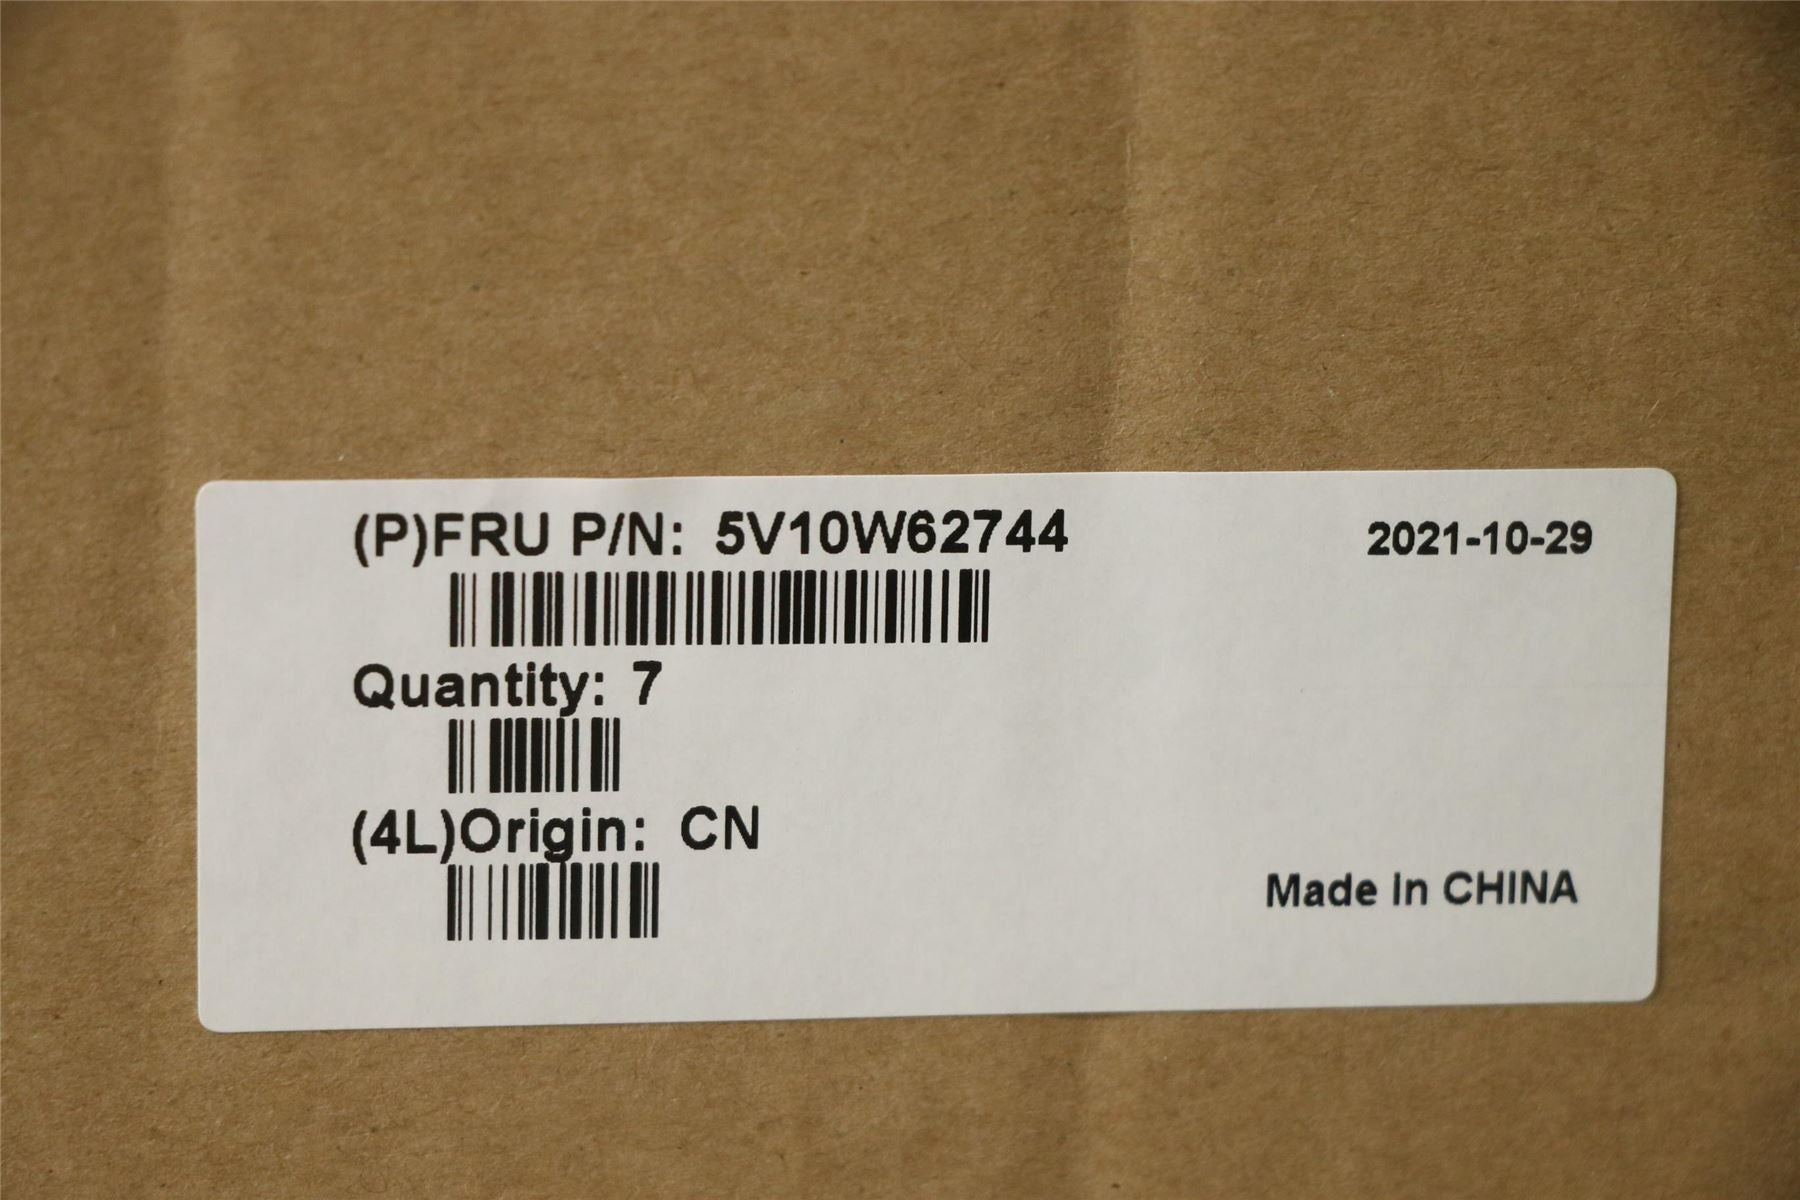 (P)FRU P/N: 5V10W62744
2021-10-29
Quantity: 7
(4L)Origin: CN
Made In CHINA